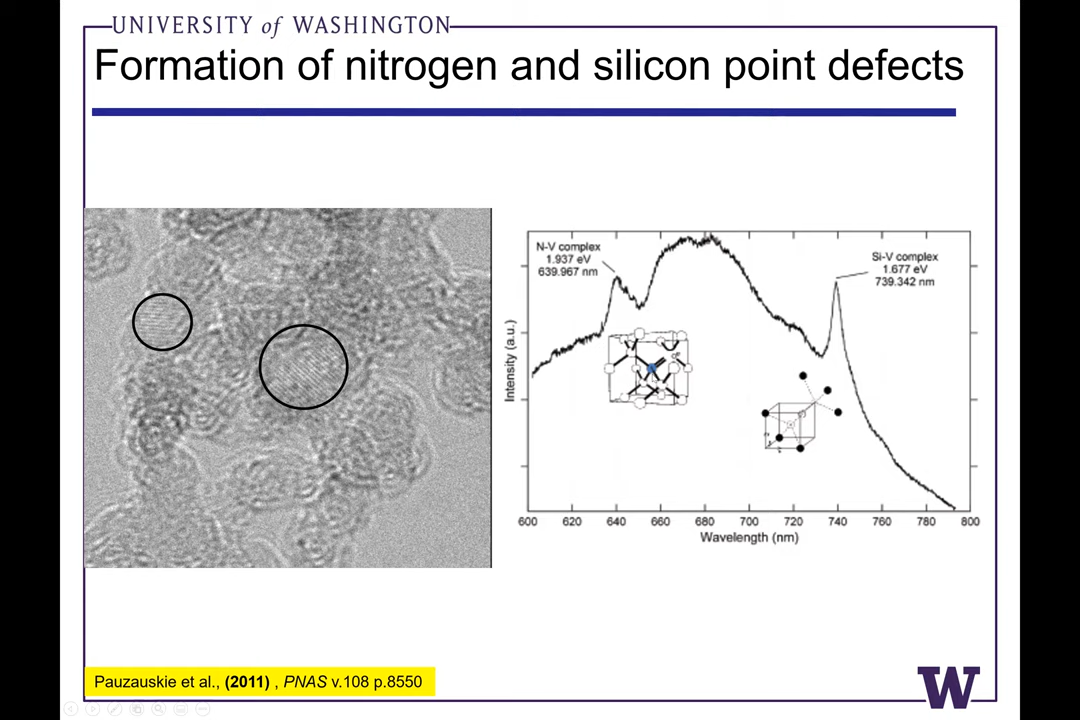 UNIVERSITY of WASHINGTON
Formation of nitrogen and silicon point defects
N-V complex
1.937 eV
639.967 nm
Si-V complex
1.677 eV
739.342 nm
Intensity (a.u.)
600 620 640 660 680 700 720 740 760 780 800
Wavelength (nm)
Pauzauskie et al., (2011) , PNAS v.108 p.8550
W